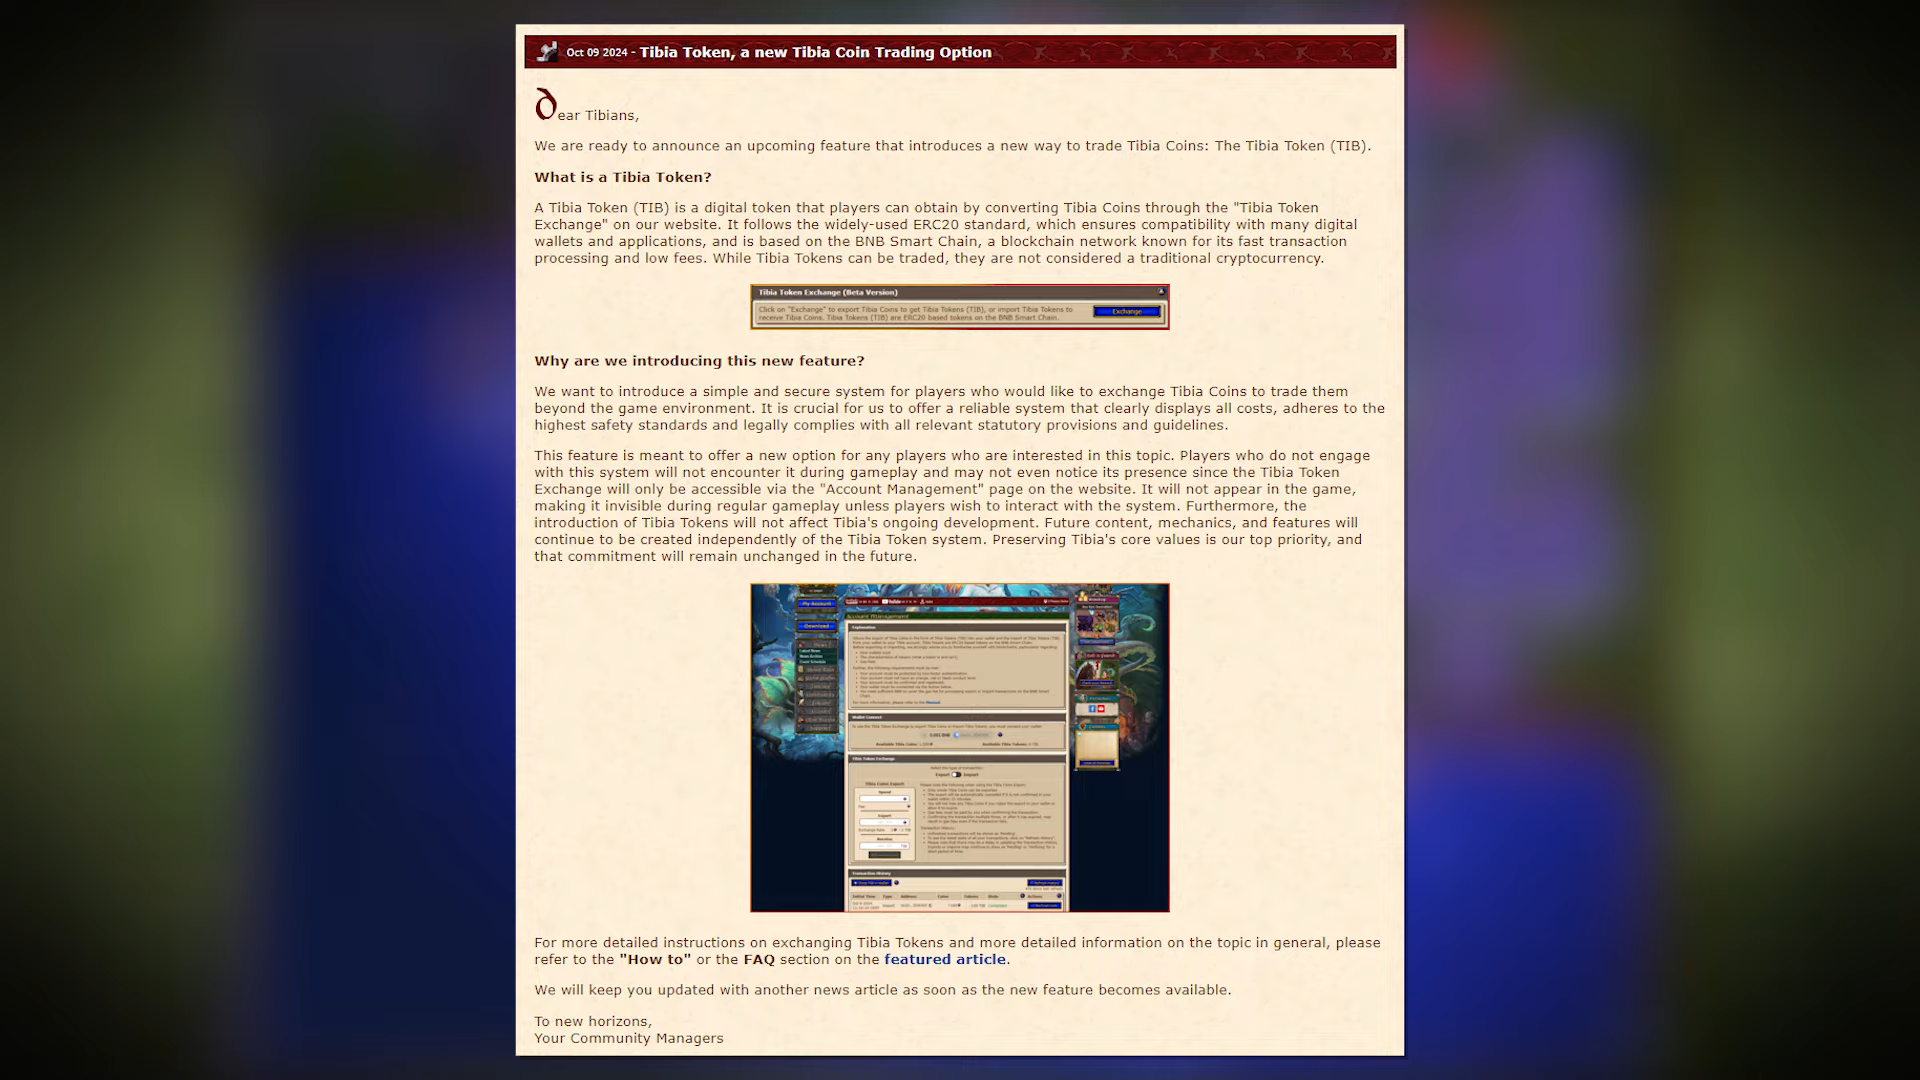 Oct 09 2024 - Tibia Token, a new Tibia Coin Trading Option
Dear Tibians,
We are ready to announce an upcoming feature that introduces a new way to trade Tibia Coins: The Tibia Token (TIB).
What is a Tibia Token?
A Tibia Token (TIB) is a digital token that players can obtain by converting Tibia Coins through the "Tibia Token
Exchange" on our website. It follows the widely-used ERC20 standard, which ensures compatibility with many digital
wallets and applications, and is based on the BNB Smart Chain, a blockchain network known for its fast transaction
processing and low fees. While Tibia Tokens can be traded, they are not considered a traditional cryptocurrency.
Tibia Token Exchange (Beta Version)
Click on "Exchange" to export Tibia Coins to get Tibia Tokens (TIB), or import Tibia Tokens to
receive Tibia Coins. Tibia Tokens (TIB) are ERC20 based tokens on the BNB Smart Chain.
Exchange
Why are we introducing this new feature?
We want to introduce a simple and secure system for players who would like to exchange Tibia Coins to trade them
beyond the game environment. It is crucial for us to offer a reliable system that clearly displays all costs, adheres to the
highest safety standards and legally complies with all relevant statutory provisions and guidelines.
This feature is meant to offer a new option for any players who are interested in this topic. Players who do not engage
with this system will not encounter it during gameplay and may not even notice its presence since the Tibia Token
Exchange will only be accessible via the "Account Management" page on the website. It will not appear in the game,
making it invisible during regular gameplay unless players wish to interact with the system. Furthermore, the
introduction of Tibia Tokens will not affect Tibia's ongoing development. Future content, mechanics, and features will
continue to be created independently of the Tibia Token system. Preserving Tibia's core values is our top priority, and
that commitment will remain unchanged in the future.
My Account
Download
Account Management
Explanation
Wallet Connect
Tibia Token Exchange
Export Import
Tibia Coins Export
Transaction History
For more detailed instructions on exchanging Tibia Tokens and more detailed information on the topic in general, please
refer to the "How to" or the FAQ section on the featured article.
We will keep you updated with another news article as soon as the new feature becomes available.
To new horizons,
Your Community Managers